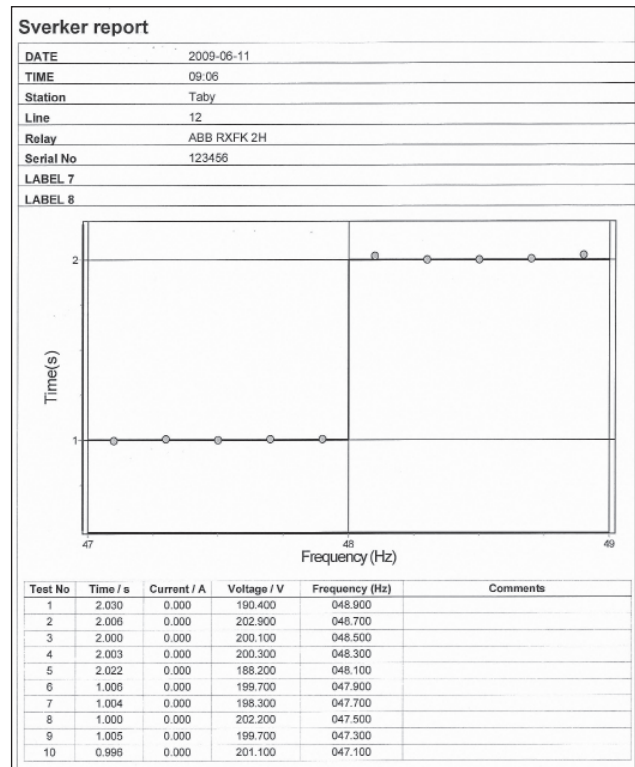 Sverker report
DATE 2009-06-11
TIME 09:06
Station Taby
Line 12
Relay ABB RXFK 2H
Serial No 123456
LABEL 7
LABEL 8
2
Time(s)
1
47 48 49
Frequency (Hz)
Test No Time / s Current / A Voltage / V Frequency (Hz) Comments
1 2.030 0.000 190.400 048.900
2 2.006 0.000 202.900 048.700
3 2.000 0.000 200.100 048.500
4 2.003 0.000 200.300 048.300
5 2.022 0.000 188.200 048.100
6 1.006 0.000 199.700 047.900
7 1.004 0.000 198.300 047.700
8 1.000 0.000 202.200 047.500
9 1.005 0.000 199.700 047.300
10 0.996 0.000 201.100 047.100